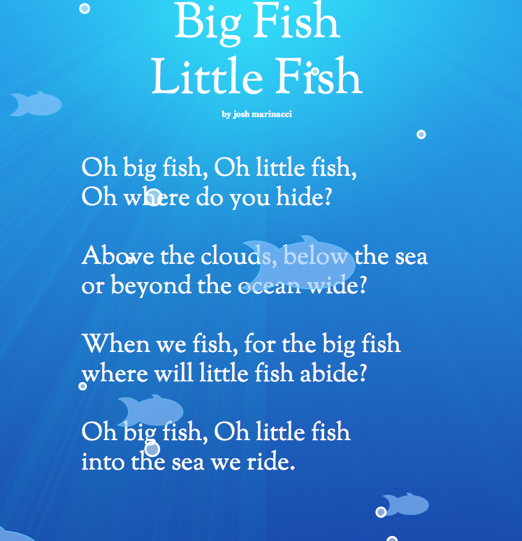 Big Fish
Little Fish
by josh marinacci
Oh big fish, Oh little fish,
Oh where do you hide?
Above the clouds, below the sea
or beyond the ocean wide?
When we fish, for the big fish
where will little fish abide?
Oh big fish, Oh little fish
into the sea we ride.